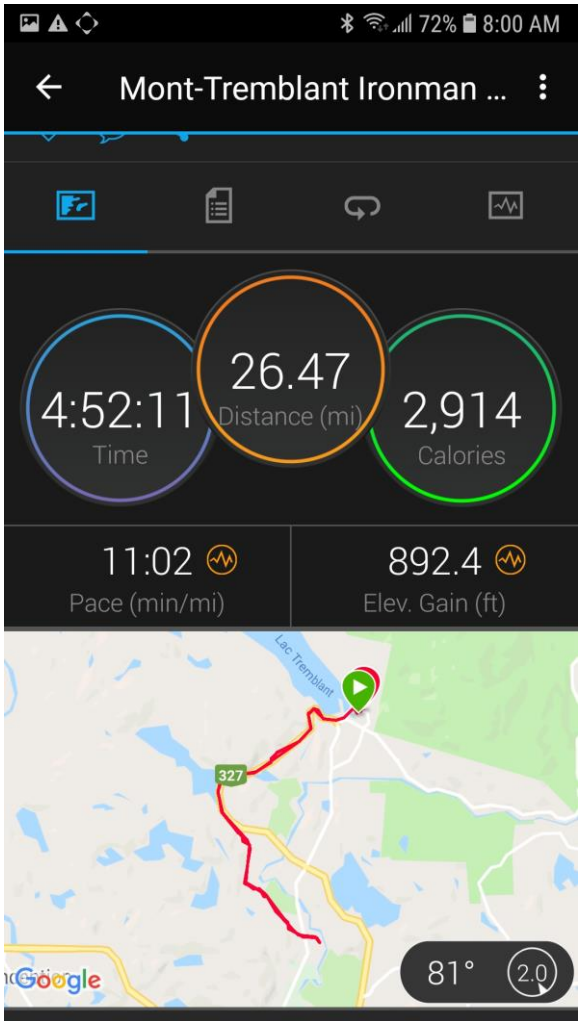 72% 8:00 AM
Mont-Tremblant Ironman ...
26.47
Distance (mi)
4:52:11
Time
2,914
Calories
11:02
Pace (min/mi)
892.4
Elev. Gain (ft)
Lac Tremblant
327
Google
81°
2.0